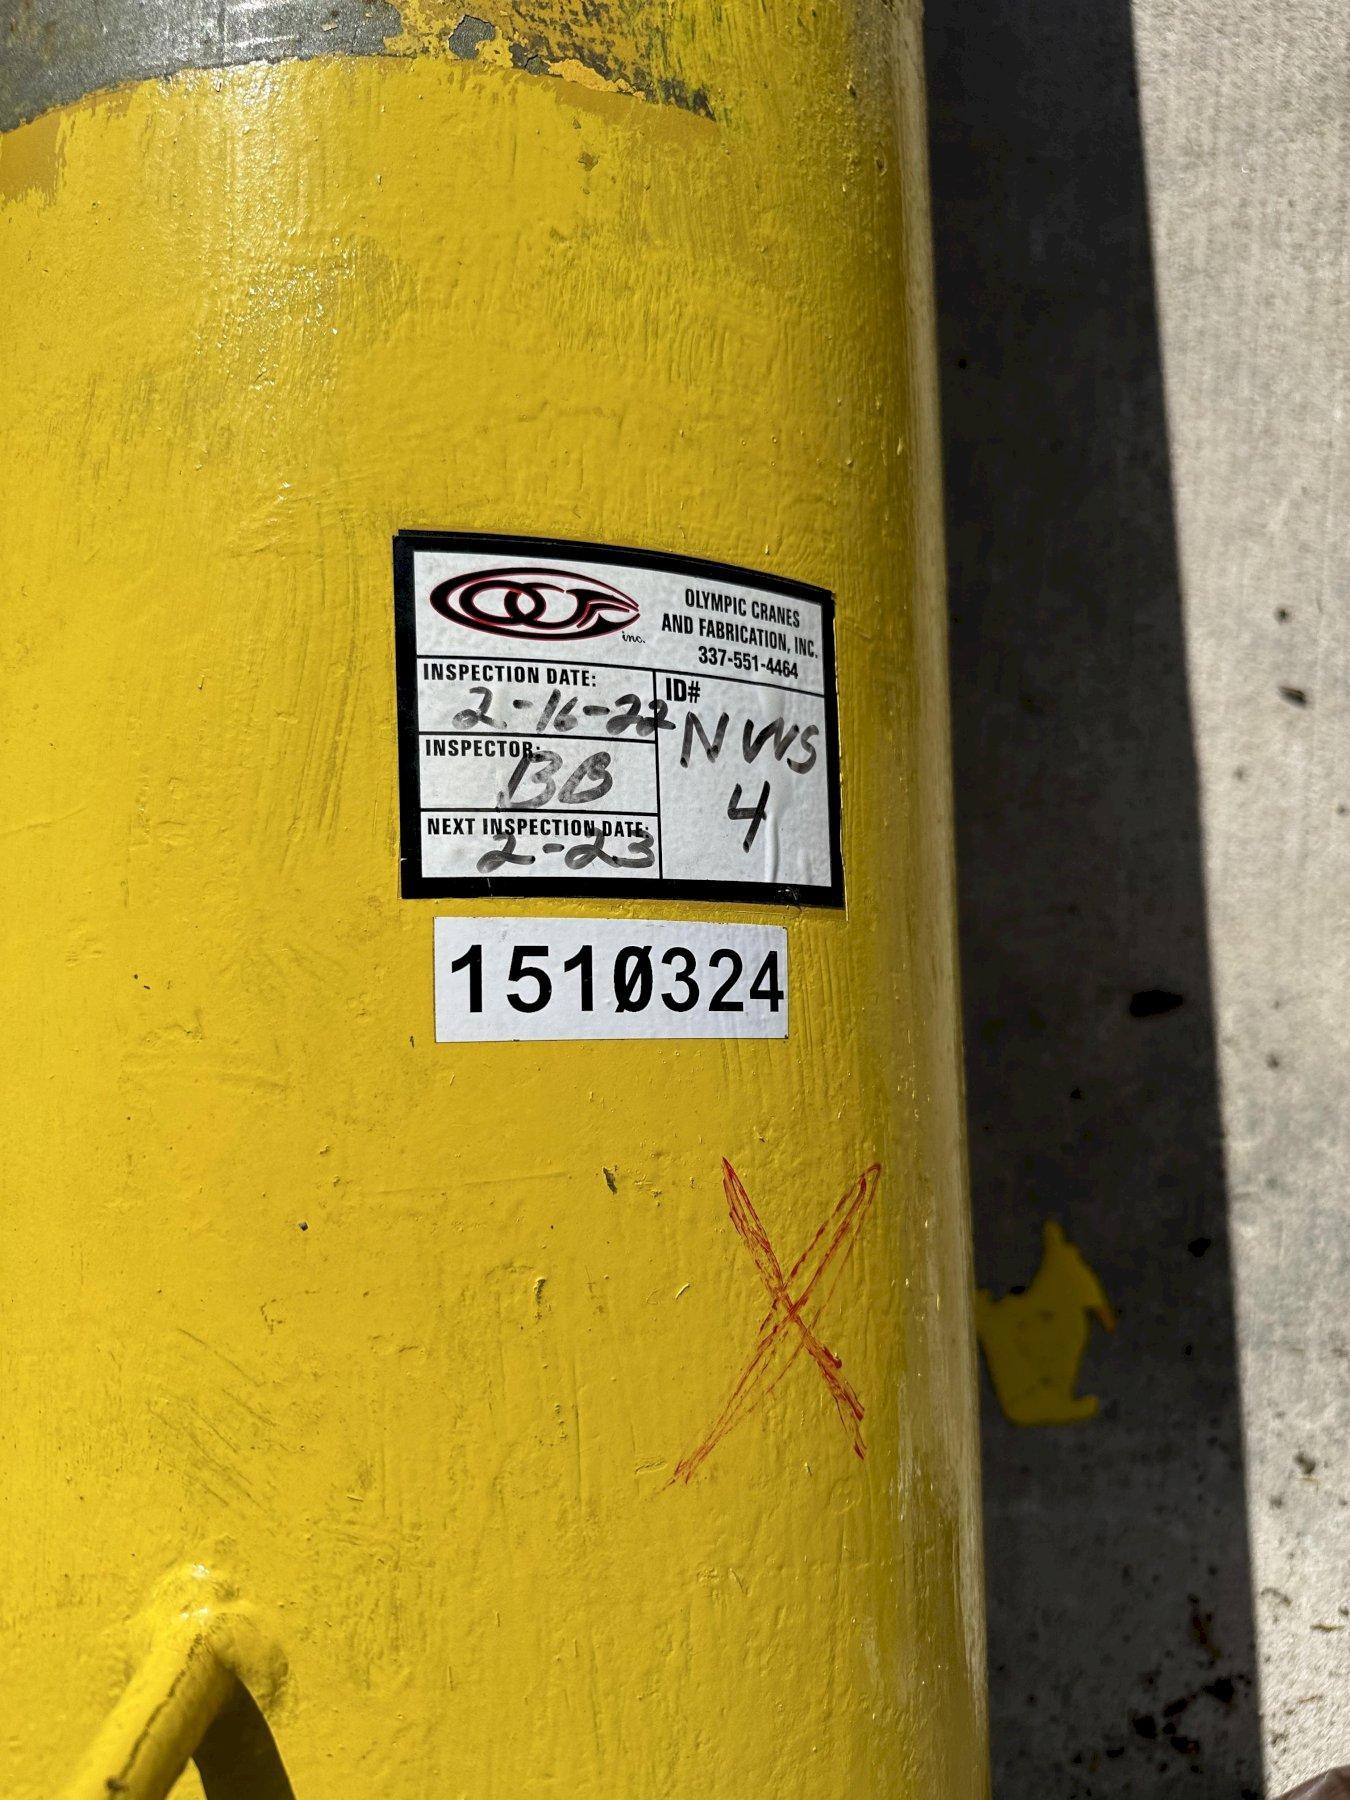 OCF inc.
OLYMPIC CRANES
AND FABRICATION, INC.
337-551-4464
INSPECTION DATE:
2-16-22
INSPECTOR:
BB
NEXT INSPECTION DATE:
2-23
ID#
NWS
4
151Ø324
X